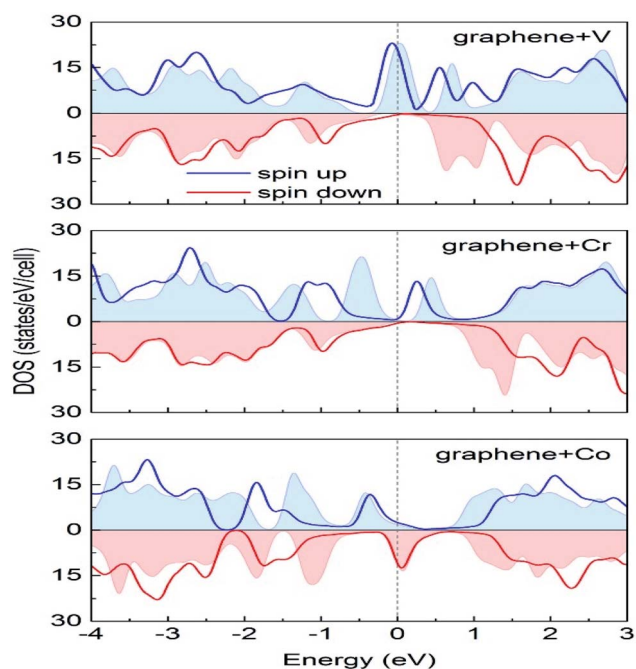 30
graphene+V
15
0
15
spin up
spin down
30
30
graphene+Cr
15
0
15
30
DOS (states/eV/cell)
30
graphene+Co
15
0
15
30
-4 -3 -2 -1 0 1 2 3
Energy (eV)